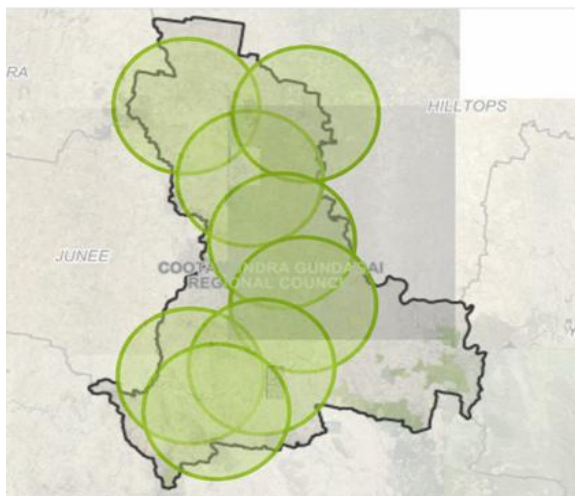 RA
HILLTOPS
JUNEE
COOTAMUNDRA GUNDAGAI
REGIONAL COUNCIL